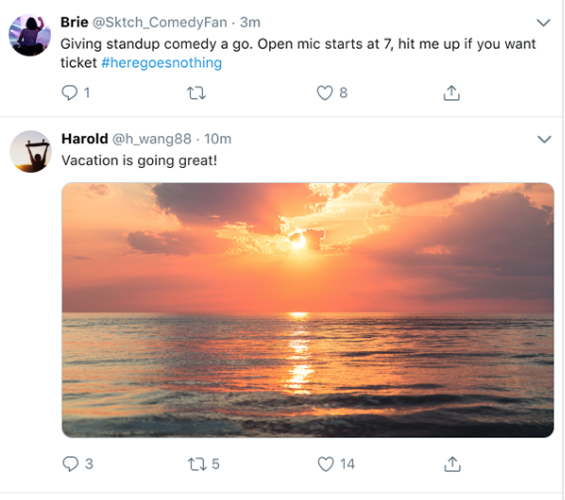 Brie @Sktch_ComedyFan · 3m
Giving standup comedy a go. Open mic starts at 7, hit me up if you want
ticket #heregoesnothing
1 8
Harold @h_wang88 · 10m
Vacation is going great!
3 5 14